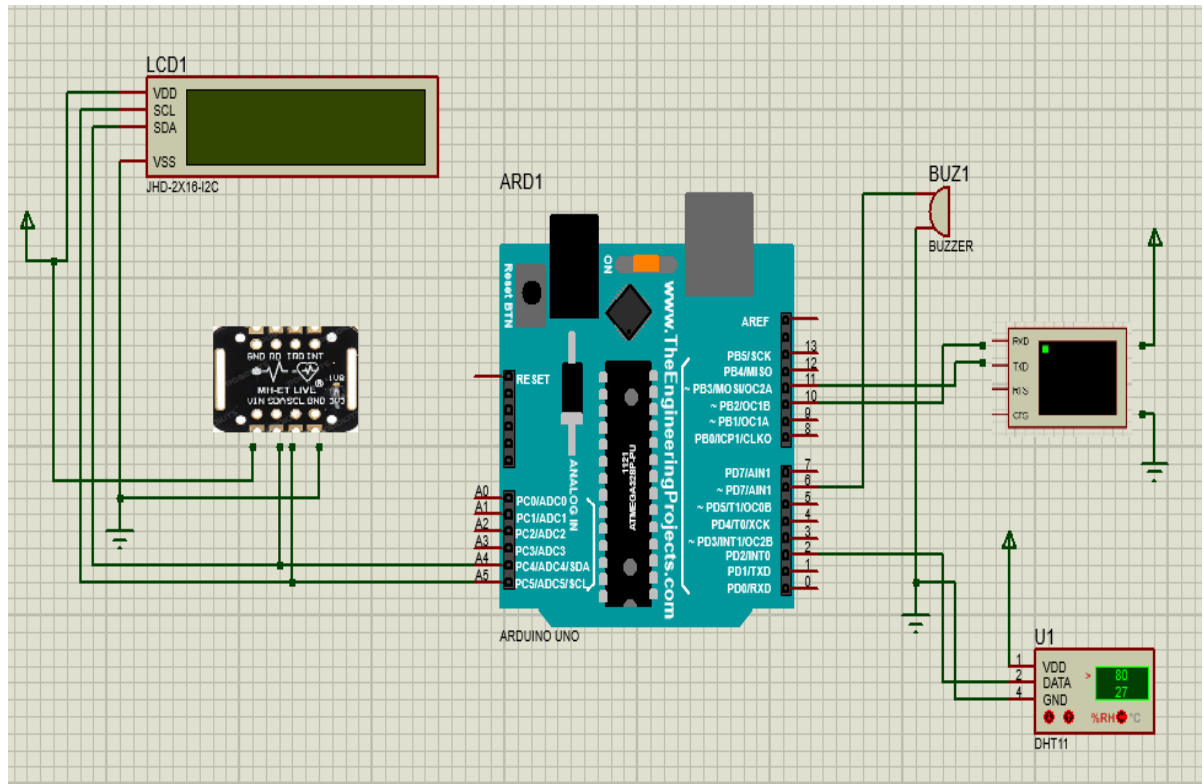 LCD1
VDD
SCL
SDA
VSS
JHD-2X16-I2C
GND RD IRD INT
MH-ET LIVE®
VIN SDA SCL GND 3V3
1V8
ARD1
Reset BTN
ON
www.TheEngineeringProjects.com
RESET
ANALOG IN
1121
ATMEGA328P-PU
A0 PC0/ADC0
A1 PC1/ADC1
A2 PC2/ADC2
A3 PC3/ADC3
A4 PC4/ADC4/SDA
A5 PC5/ADC5/SCL
AREF
13
PB5/SCK 12
PB4/MISO
~ PB3/MOSI/OC2A 11
~ PB2/OC1B 10
~ PB1/OC1A 9
PB0/ICP1/CLKO 8
PD7/AIN1 7
~ PD7/AIN1 6
~ PD5/T1/OC0B 5
PD4/T0/XCK 4
~ PD3/INT1/OC2B 3
PD2/INT0 2
PD1/TXD 1
PD0/RXD 0
ARDUINO UNO
BUZ1
BUZZER
RXD
TXD
RTS
CTS
U1
1 VDD
2 DATA
4 GND
> 80
27
%RH °C
DHT11